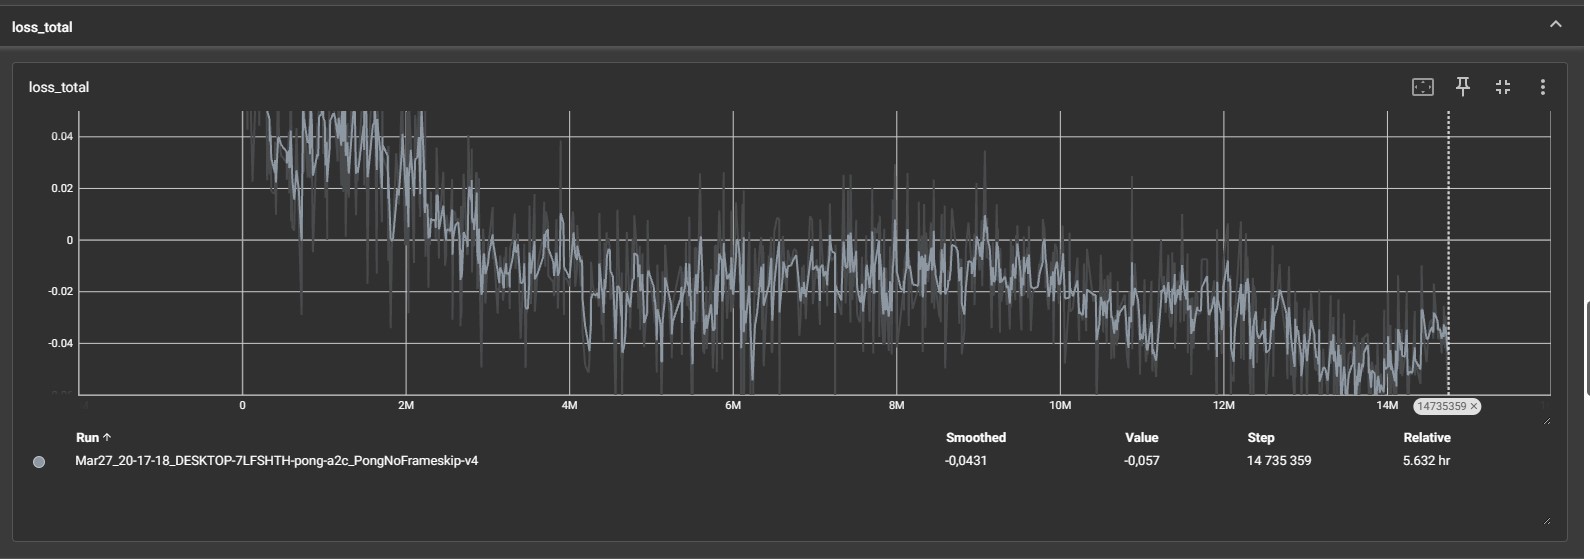 loss_total
loss_total
0.04
0.02
0
-0.02
-0.04
0 2M 4M 6M 8M 10M 12M 14M 14735359 ×
Run ↑ Smoothed Value Step Relative
Mar27_20-17-18_DESKTOP-7LFSHTH-pong-a2c_PongNoFrameskip-v4 -0,0431 -0,057 14 735 359 5.632 hr